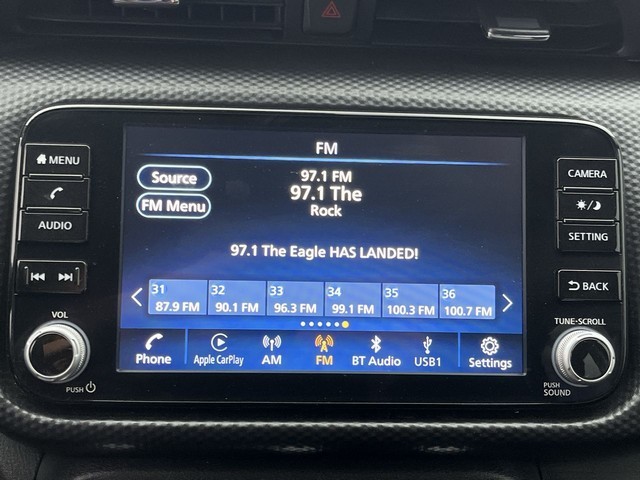 FM
MENU
AUDIO
VOL
PUSH
Source
FM Menu
97.1 FM
97.1 The
Rock
97.1 The Eagle HAS LANDED!
31 32 33 34 35 36
87.9 FM 90.1 FM 96.3 FM 99.1 FM 100.3 FM 100.7 FM
Phone Apple CarPlay AM FM BT Audio USB1 Settings
CAMERA
SETTING
BACK
TUNE-SCROLL
PUSH
SOUND